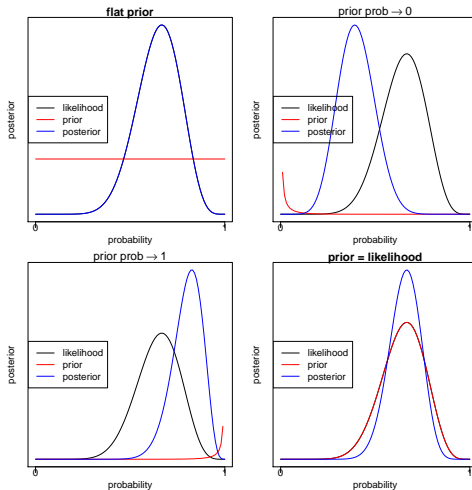 flat prior
posterior
likelihood
prior
posterior
0
1
probability
prior prob → 0
posterior
likelihood
prior
posterior
0
1
probability
prior prob → 1
posterior
likelihood
prior
posterior
0
1
probability
prior = likelihood
posterior
likelihood
prior
posterior
0
1
probability